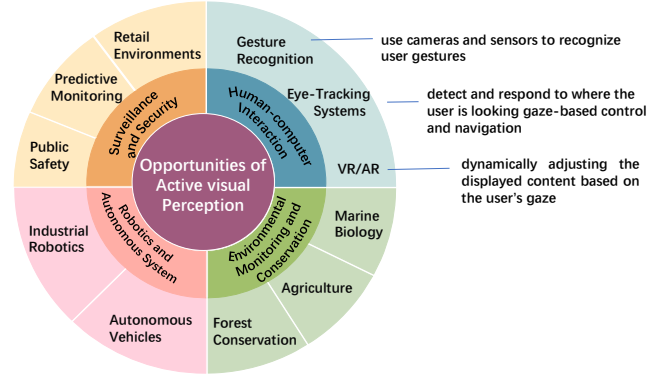 Opportunities of
Active visual
Perception
Surveillance
and Security
Human-computer
Interaction
Robotics and
Autonomous System
Environmental
Monitoring and
Conservation
Retail
Environments
Predictive
Monitoring
Public
Safety
Gesture
Recognition
Eye-Tracking
Systems
VR/AR
use cameras and sensors to recognize
user gestures
detect and respond to where the
user is looking gaze-based control
and navigation
dynamically adjusting the
displayed content based on
the user's gaze
Marine
Biology
Agriculture
Forest
Conservation
Industrial
Robotics
Autonomous
Vehicles